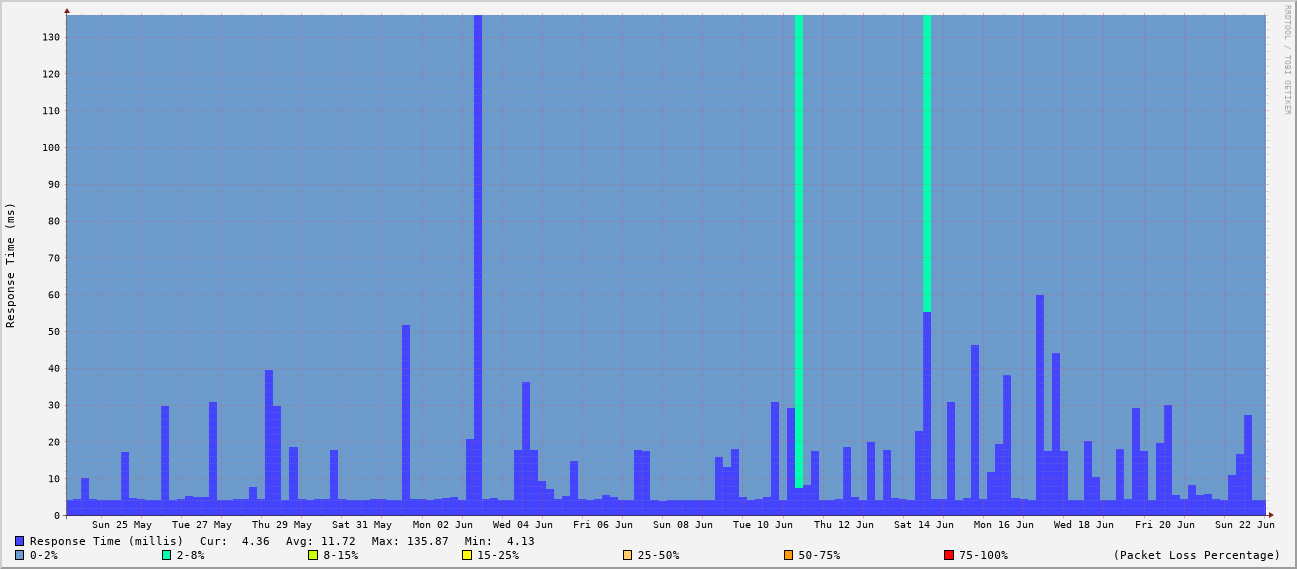 RRDTOOL / TOBI OETIKER
Response Time (ms)
130
120
110
100
90
80
70
60
50
40
30
20
10
0
Sun 25 May Tue 27 May Thu 29 May Sat 31 May Mon 02 Jun Wed 04 Jun Fri 06 Jun Sun 08 Jun Tue 10 Jun Thu 12 Jun Sat 14 Jun Mon 16 Jun Wed 18 Jun Fri 20 Jun Sun 22 Jun
Response Time (millis) Cur: 4.36 Avg: 11.72 Max: 135.87 Min: 4.13
0-2% 2-8% 8-15% 15-25% 25-50% 50-75% 75-100% (Packet Loss Percentage)